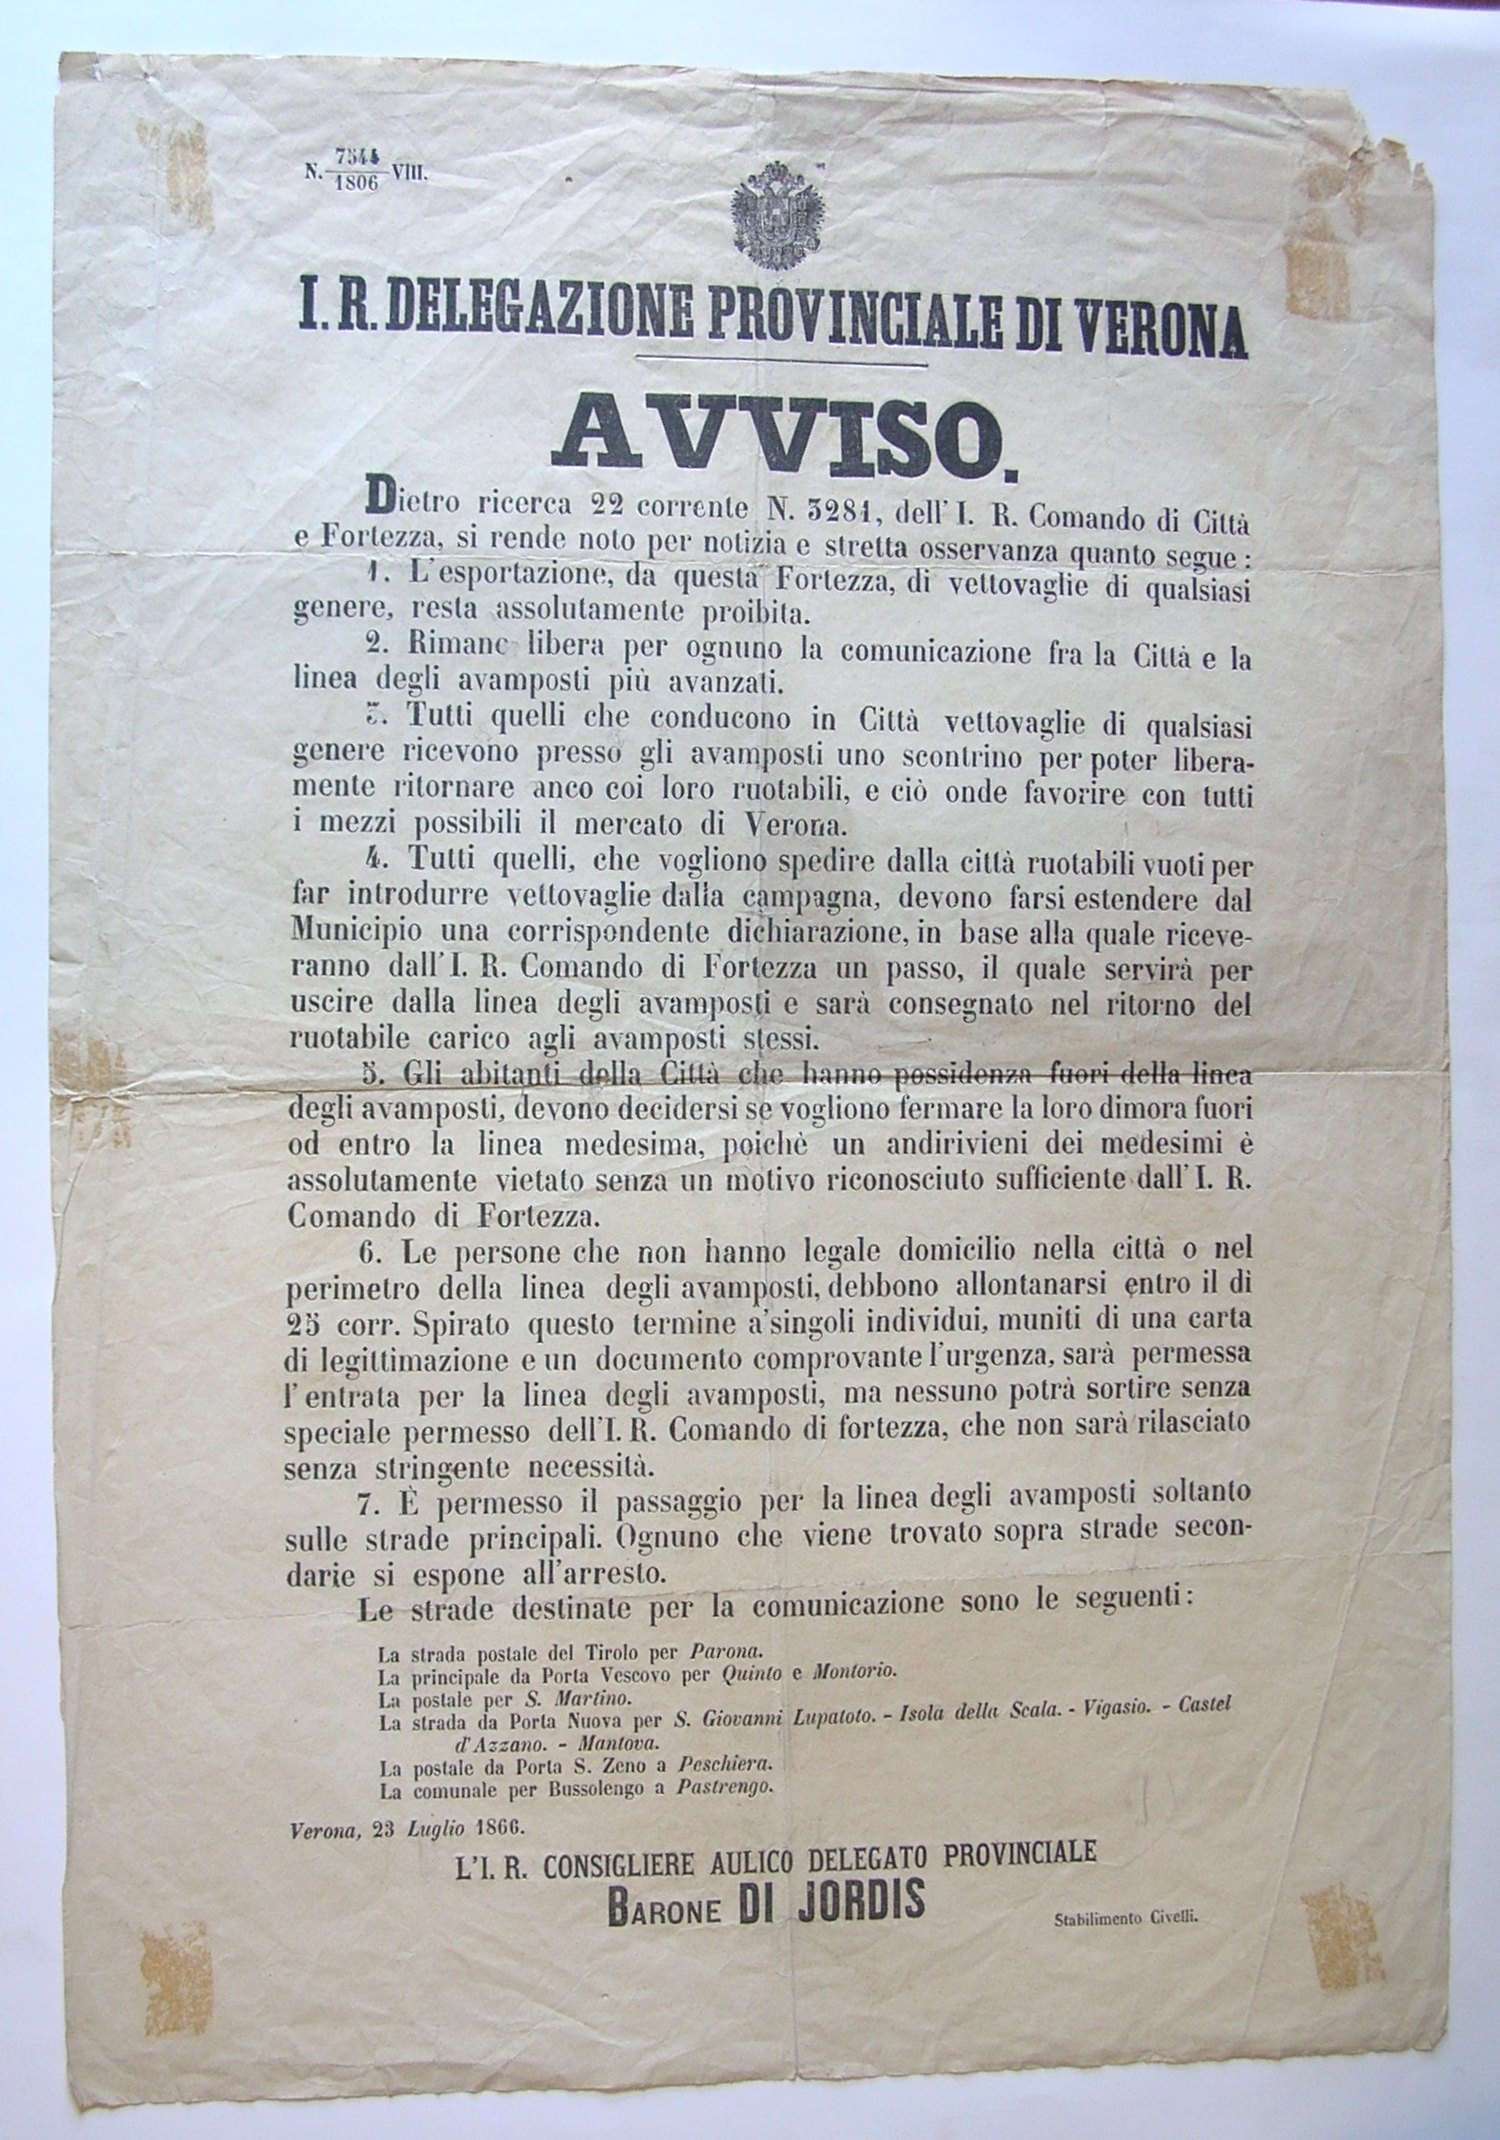 N. 7544/1806 VIII.
I. R. DELEGAZIONE PROVINCIALE DI VERONA
AVVISO.
Dietro ricerca 22 corrente N. 3281, dell'I. R. Comando di Città
e Fortezza, si rende noto per notizia e stretta osservanza quanto segue:
1. L'esportazione, da questa Fortezza, di vettovaglie di qualsiasi
genere, resta assolutamente proibita.
2. Rimane libera per ognuno la comunicazione fra la Città e la
linea degli avamposti più avanzati.
3. Tutti quelli che conducono in Città vettovaglie di qualsiasi
genere ricevono presso gli avamposti uno scontrino per poter libera-
mente ritornare anco coi loro ruotabili, e ciò onde favorire con tutti
i mezzi possibili il mercato di Verona.
4. Tutti quelli, che vogliono spedire dalla città ruotabili vuoti per
far introdurre vettovaglie dalla campagna, devono farsi estendere dal
Municipio una corrispondente dichiarazione, in base alla quale riceve-
ranno dall'I. R. Comando di Fortezza un passo, il quale servirà per
uscire dalla linea degli avamposti e sarà consegnato nel ritorno del
ruotabile carico agli avamposti stessi.
5. Gli abitanti della Città che hanno possidenza fuori della linea
degli avamposti, devono decidersi se vogliono fermare la loro dimora fuori
od entro la linea medesima, poichè un andirivieni dei medesimi è
assolutamente vietato senza un motivo riconosciuto sufficiente dall'I. R.
Comando di Fortezza.
6. Le persone che non hanno legale domicilio nella città o nel
perimetro della linea degli avamposti, debbono allontanarsi entro il dì
25 corr. Spirato questo termine a'singoli individui, muniti di una carta
di legittimazione e un documento comprovante l'urgenza, sarà permessa
l'entrata per la linea degli avamposti, ma nessuno potrà sortire senza
speciale permesso dell'I. R. Comando di fortezza, che non sarà rilasciato
senza stringente necessità.
7. È permesso il passaggio per la linea degli avamposti soltanto
sulle strade principali. Ognuno che viene trovato sopra strade secon-
darie si espone all'arresto.
Le strade destinate per la comunicazione sono le seguenti:
La strada postale del Tirolo per Parona.
La principale da Porta Vescovo per Quinto e Montorio.
La postale per S. Martino.
La strada da Porta Nuova per S. Giovanni Lupatoto. - Isola della Scala. - Vigasio. - Castel
d'Azzano. - Mantova.
La postale da Porta S. Zeno a Peschiera.
La comunale per Bussolengo a Pastrengo.
Verona, 23 Luglio 1866.
L'I. R. CONSIGLIERE AULICO DELEGATO PROVINCIALE
BARONE DI JORDIS
Stabilimento Civelli.